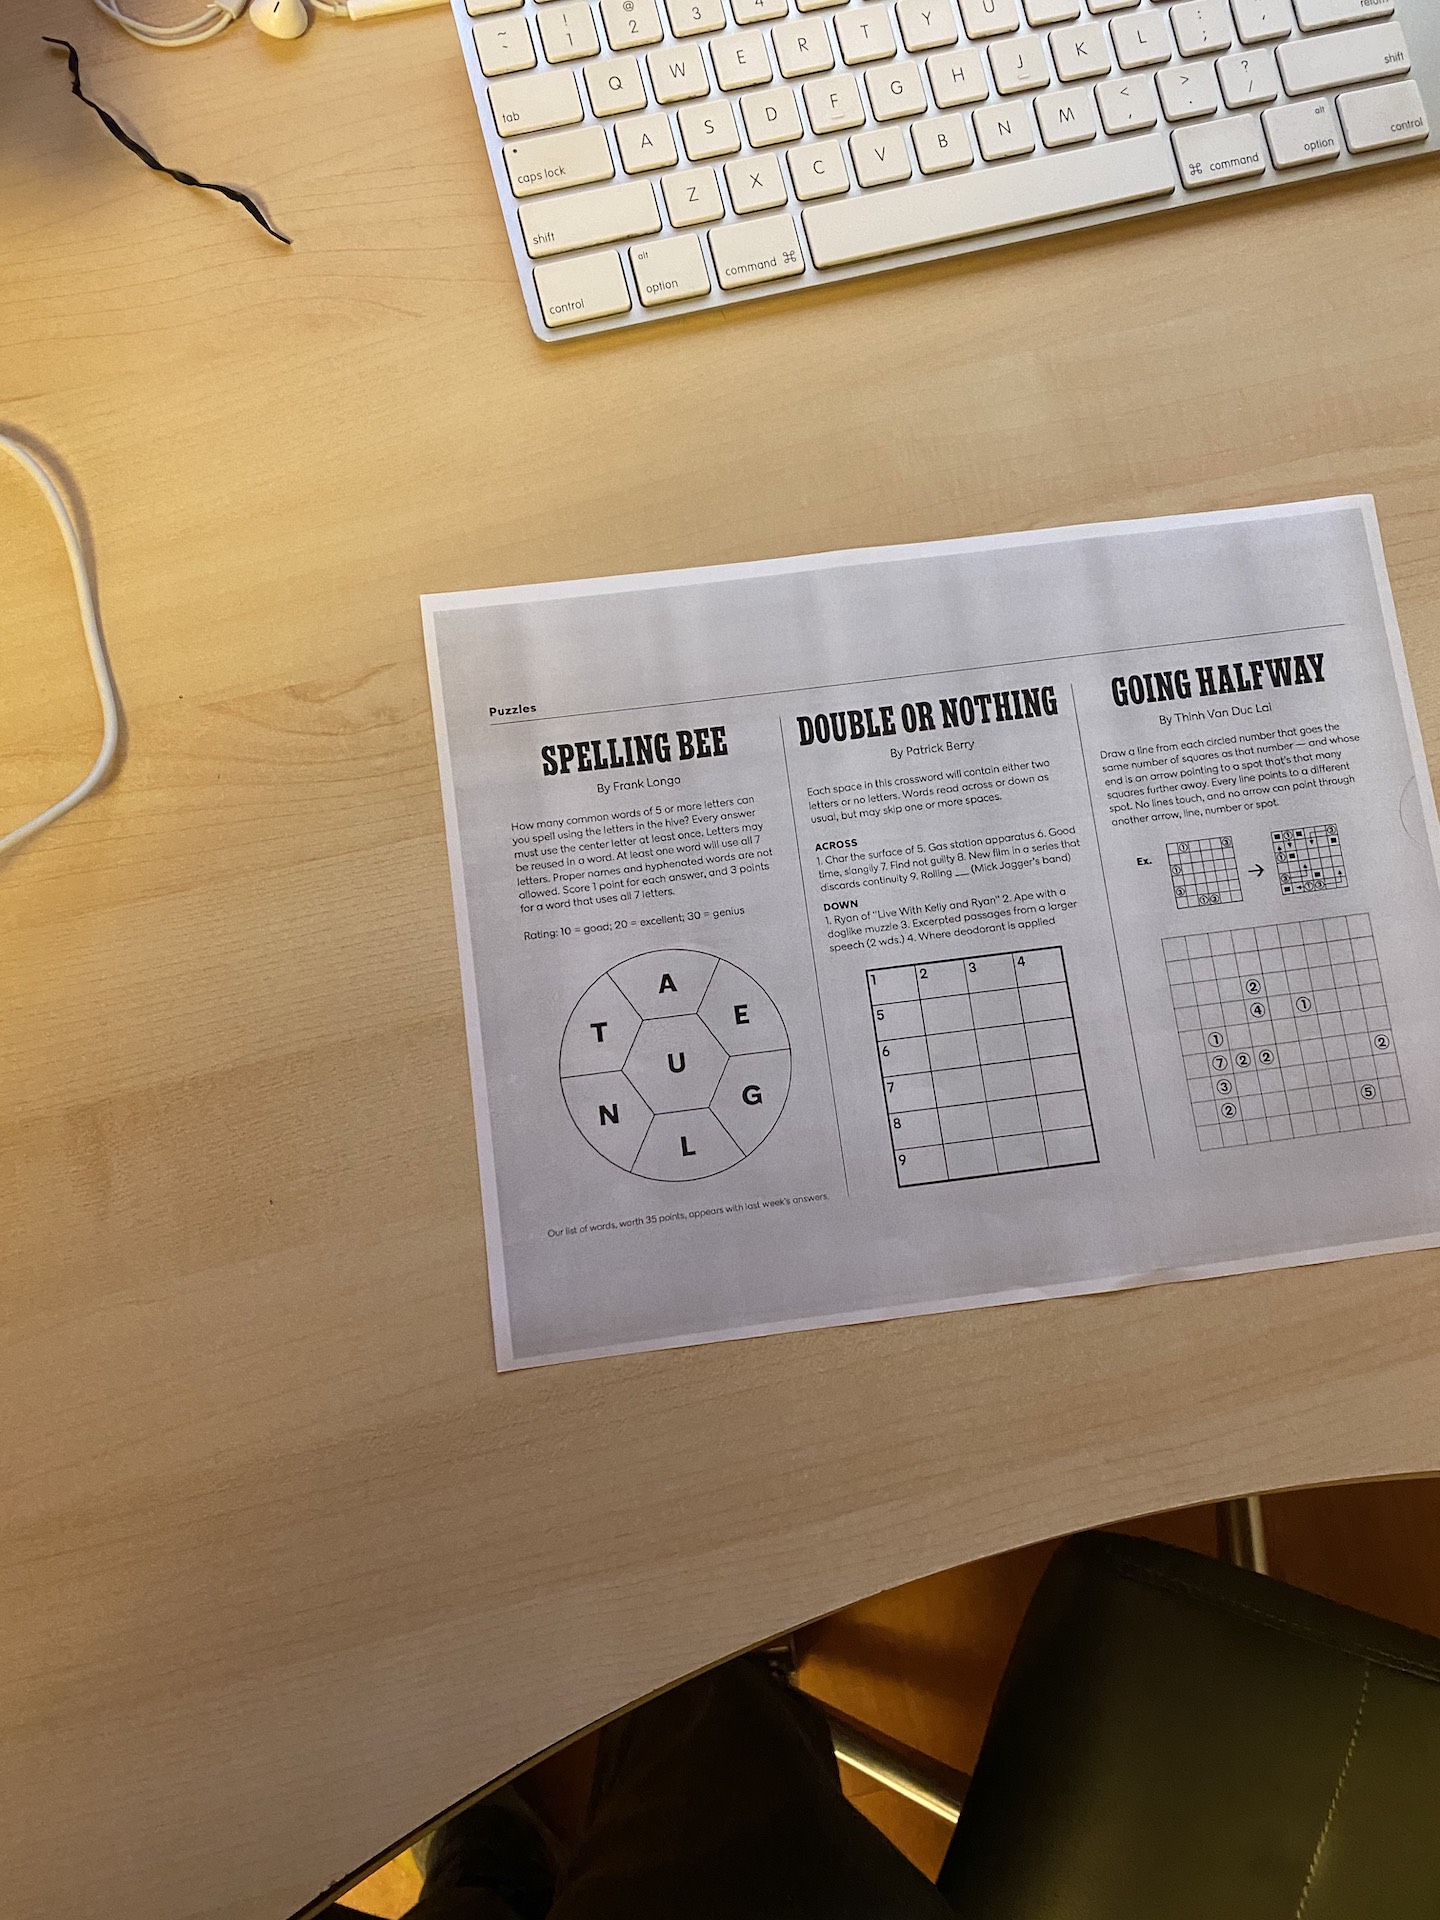 ~ ! @ 3 4
` 1 2
Q W E R T Y U
tab
A S D F G H J K L : ;
caps lock
Z X C V B N M < , > . ? /
return
shift
shift
control
alt
option
command ⌘
⌘ command
alt
option
control
Puzzles
SPELLING BEE
By Frank Longo
How many common words of 5 or more letters can
you spell using the letters in the hive? Every answer
must use the center letter at least once. Letters may
be reused in a word. At least one word will use all 7
letters. Proper names and hyphenated words are not
allowed. Score 1 point for each answer, and 3 points
for a word that uses all 7 letters.
Rating: 10 = good; 20 = excellent; 30 = genius
A
T E
U
N G
L
Our list of words, worth 35 points, appears with last week's answers.
DOUBLE OR NOTHING
By Patrick Berry
Each space in this crossword will contain either two
letters or no letters. Words read across or down as
usual, but may skip one or more spaces.
ACROSS
1. Char the surface of 5. Gas station apparatus 6. Good
time, slangily 7. Find not guilty 8. New film in a series that
discards continuity 9. Rolling ___ (Mick Jagger's band)
DOWN
1. Ryan of "Live With Kelly and Ryan" 2. Ape with a
doglike muzzle 3. Excerpted passages from a larger
speech (2 wds.) 4. Where deodorant is applied
1 2 3 4
5
6
7
8
9
GOING HALFWAY
By Thinh Van Duc Lai
Draw a line from each circled number that goes the
same number of squares as that number — and whose
end is an arrow pointing to a spot that's that many
squares further away. Every line points to a different
spot. No lines touch, and no arrow can point through
another arrow, line, number or spot.
Ex.
2
4 1
1
7 2 2 2
3
2 5